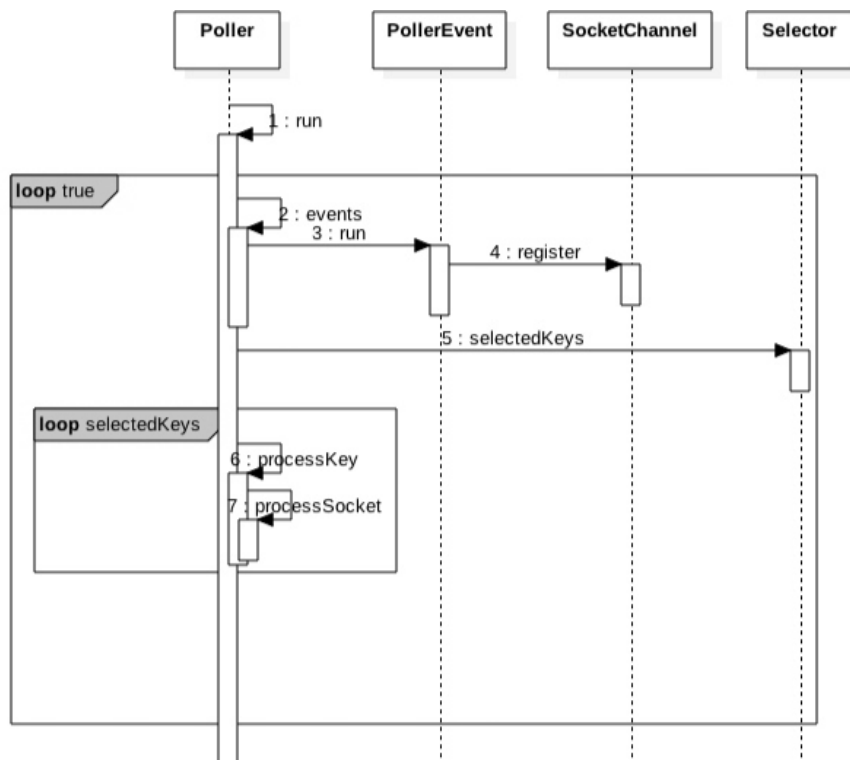 Poller
PollerEvent
SocketChannel
Selector
1 : run
loop true
2 : events
3 : run
4 : register
5 : selectedKeys
loop selectedKeys
6 : processKey
7 : processSocket